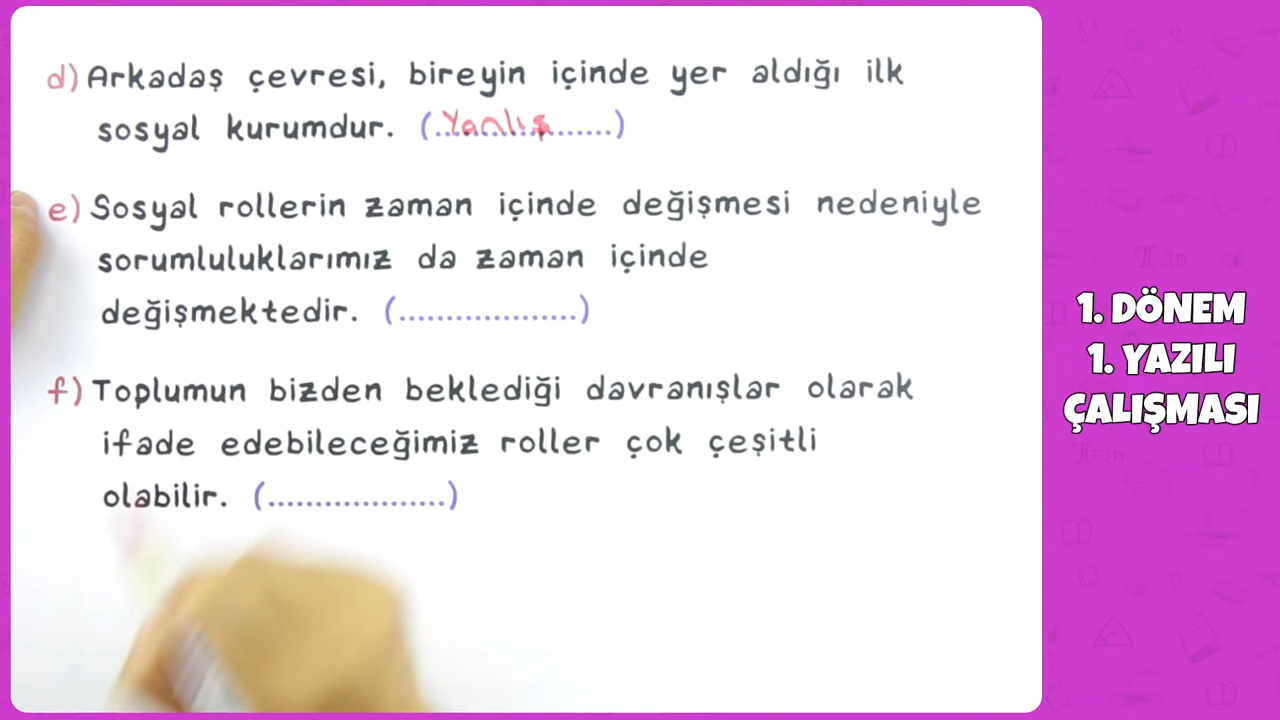 d) Arkadaş çevresi, bireyin içinde yer aldığı ilk
sosyal kurumdur. (..Yanlış.......)
e) Sosyal rollerin zaman içinde değişmesi nedeniyle
sorumluluklarımız da zaman içinde
değişmektedir. (...................)
f) Toplumun bizden beklediği davranışlar olarak
ifade edebileceğimiz roller çok çeşitli
olabilir. (...................)
1. DÖNEM
1. YAZILI
ÇALIŞMASI